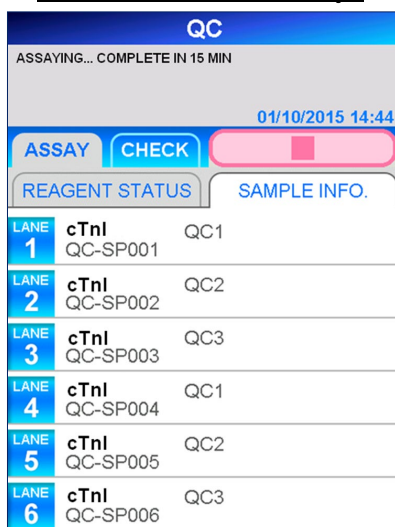 QC
ASSAYING... COMPLETE IN 15 MIN
01/10/2015 14:44
ASSAY CHECK
REAGENT STATUS SAMPLE INFO.
LANE 1 cTnI QC1
QC-SP001
LANE 2 cTnI QC2
QC-SP002
LANE 3 cTnI QC3
QC-SP003
LANE 4 cTnI QC1
QC-SP004
LANE 5 cTnI QC2
QC-SP005
LANE 6 cTnI QC3
QC-SP006